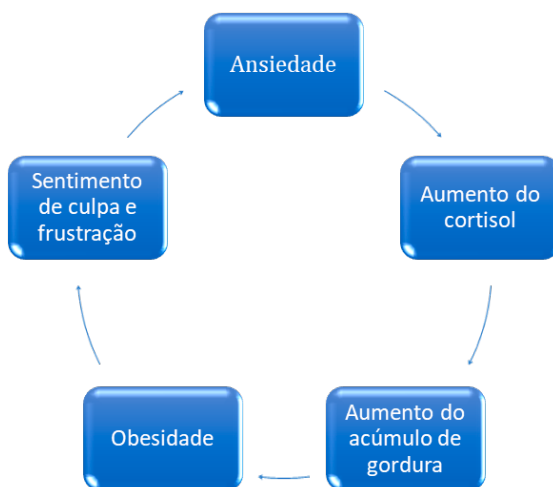 Ansiedade
Aumento do
cortisol
Aumento do
acúmulo de
gordura
Obesidade
Sentimento
de culpa e
frustração